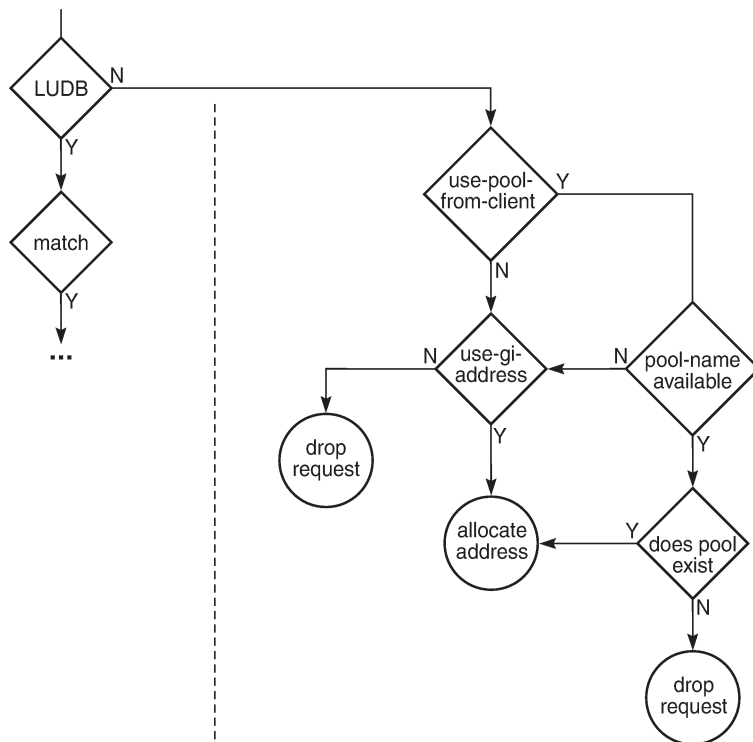 LUDB
N
Y
match
Y
...
use-pool-
from-client
Y
N
use-gi-
address
N
Y
pool-name
available
N
Y
drop
request
allocate
address
does pool
exist
Y
N
drop
request